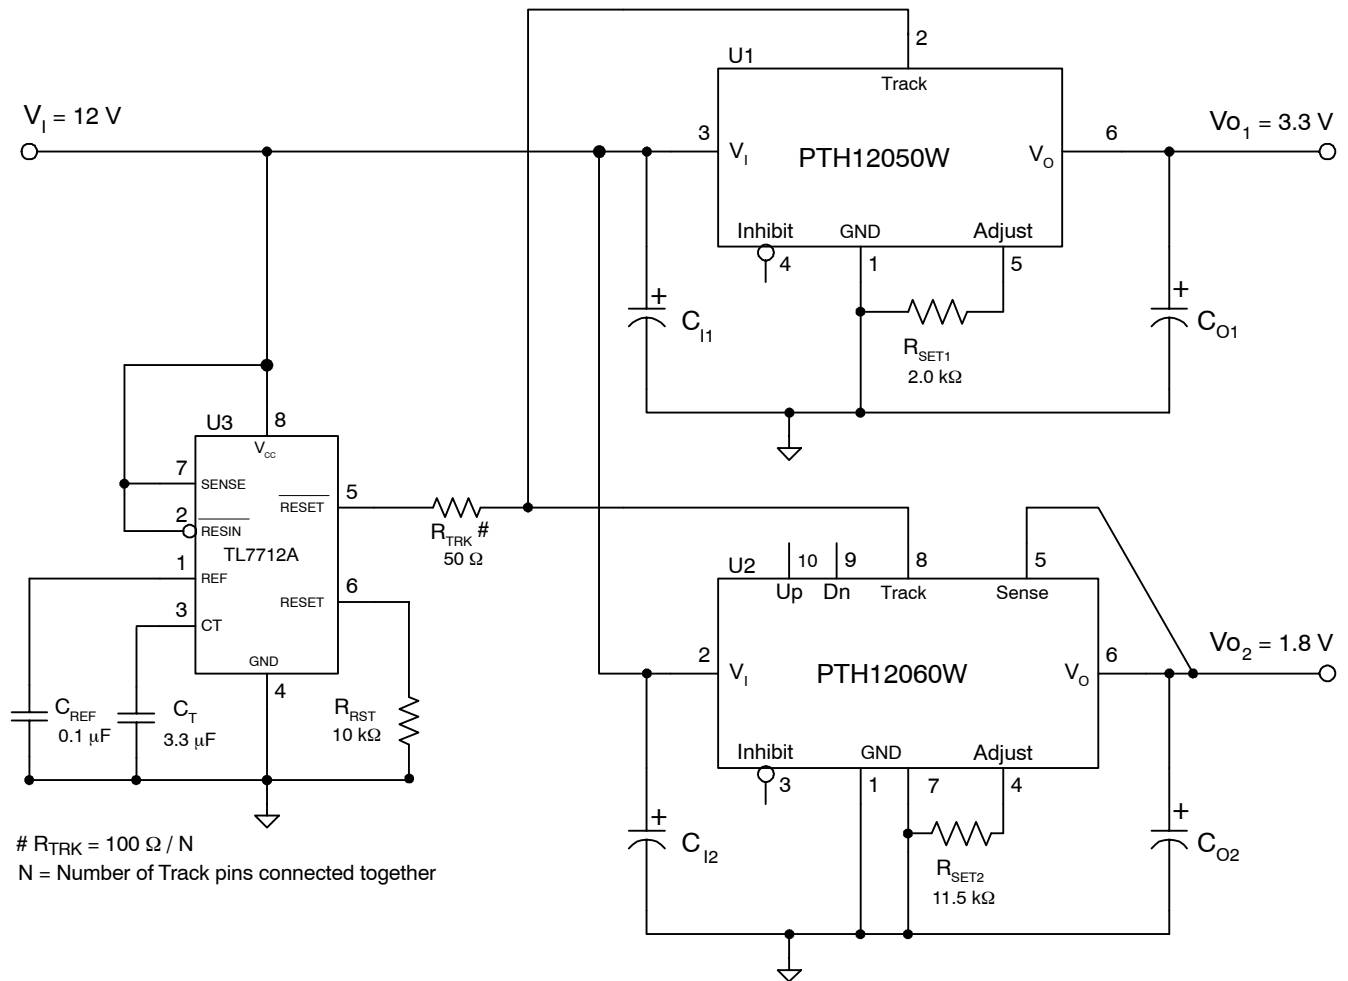 2
U1
Track
V_I = 12 V
3
V_I
PTH12050W
V_O
6
Vo_1 = 3.3 V
Inhibit
GND
Adjust
4
1
5
+
C_I1
R_SET1
2.0 kΩ
+
C_O1
U3
8
V_CC
7
SENSE
RESET
5
2
RESIN
TL7712A
R_TRK #
50 Ω
1
REF
RESET
6
3
CT
GND
4
C_REF
0.1 μF
C_T
3.3 μF
R_RST
10 kΩ
U2
10
9
8
5
Up
Dn
Track
Sense
2
V_I
PTH12060W
V_O
6
Vo_2 = 1.8 V
Inhibit
GND
Adjust
3
1
7
4
+
C_I2
R_SET2
11.5 kΩ
+
C_O2
# R_TRK = 100 Ω / N
N = Number of Track pins connected together